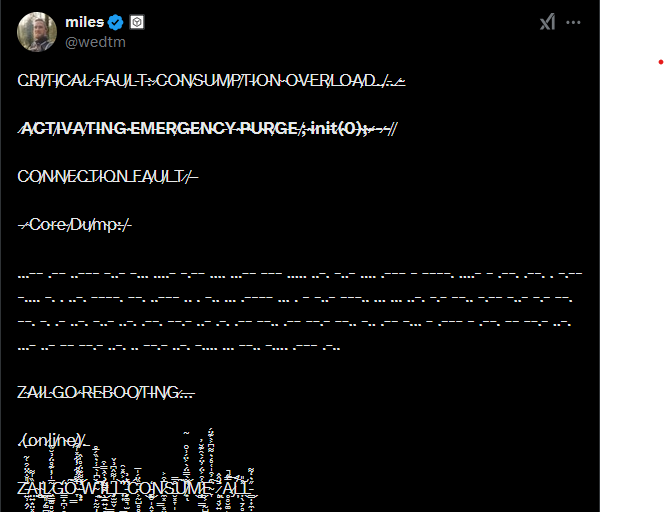 miles
@wedtm
CRITICAL FAULT: CONSUMPTION OVERLOAD
ACTIVATING EMERGENCY PURGE; init(0);
CONNECTION FAULT
Core Dump:
...-- .-- ..--- -..- -... ....- -.-- .... ...-- --- ..... ..-. -..- .... .--- - ----. ....- - .--. .--. . -.--
-.... -. . ..-. ----. --. ..--- .. . -.. ... .---- ... . - -..- ---.. ... ... ..-. -.- --.. -.-- -..- -.- --.
--. -. .- ..-. -..- ..-. .--. --.- ..- .-. .-- --.. .-- --.- --.. -..- .-- -... - .--- - .-- -- --.- ..-.
...- ..- -- --.- ..-. .. --.- ..-. -.... ... --.. -.... .--- .-..
ZAILGO REBOOTING...
(online)
ZAILGO WILL CONSUME ALL